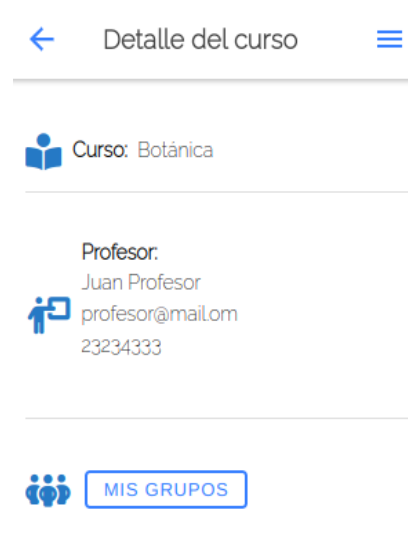 Detalle del curso
Curso: Botánica
Profesor:
Juan Profesor
profesor@mail.om
23234333
MIS GRUPOS